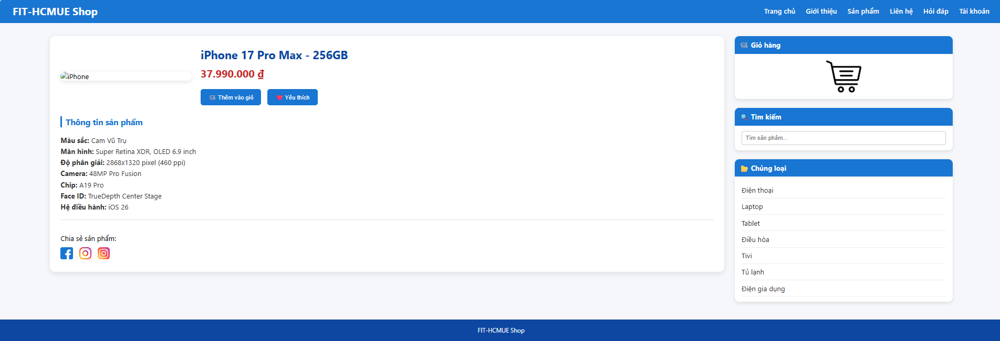 FIT-HCMUE Shop
Trang chủ Giới thiệu Sản phẩm Liên hệ Hỏi đáp Tài khoản
iPhone
iPhone 17 Pro Max - 256GB
37.990.000 ₫
Thêm vào giỏ Yêu thích
Thông tin sản phẩm
Màu sắc: Cam Vũ Trụ
Màn hình: Super Retina XDR, OLED 6.9 inch
Độ phân giải: 2868x1320 pixel (460 ppi)
Camera: 48MP Pro Fusion
Chip: A19 Pro
Face ID: TrueDepth Center Stage
Hệ điều hành: iOS 26
Chia sẻ sản phẩm:
Giỏ hàng
Tìm kiếm
Tìm sản phẩm...
Chủng loại
Điện thoại
Laptop
Tablet
Điều hòa
Tivi
Tủ lạnh
Điện gia dụng
FIT-HCMUE Shop